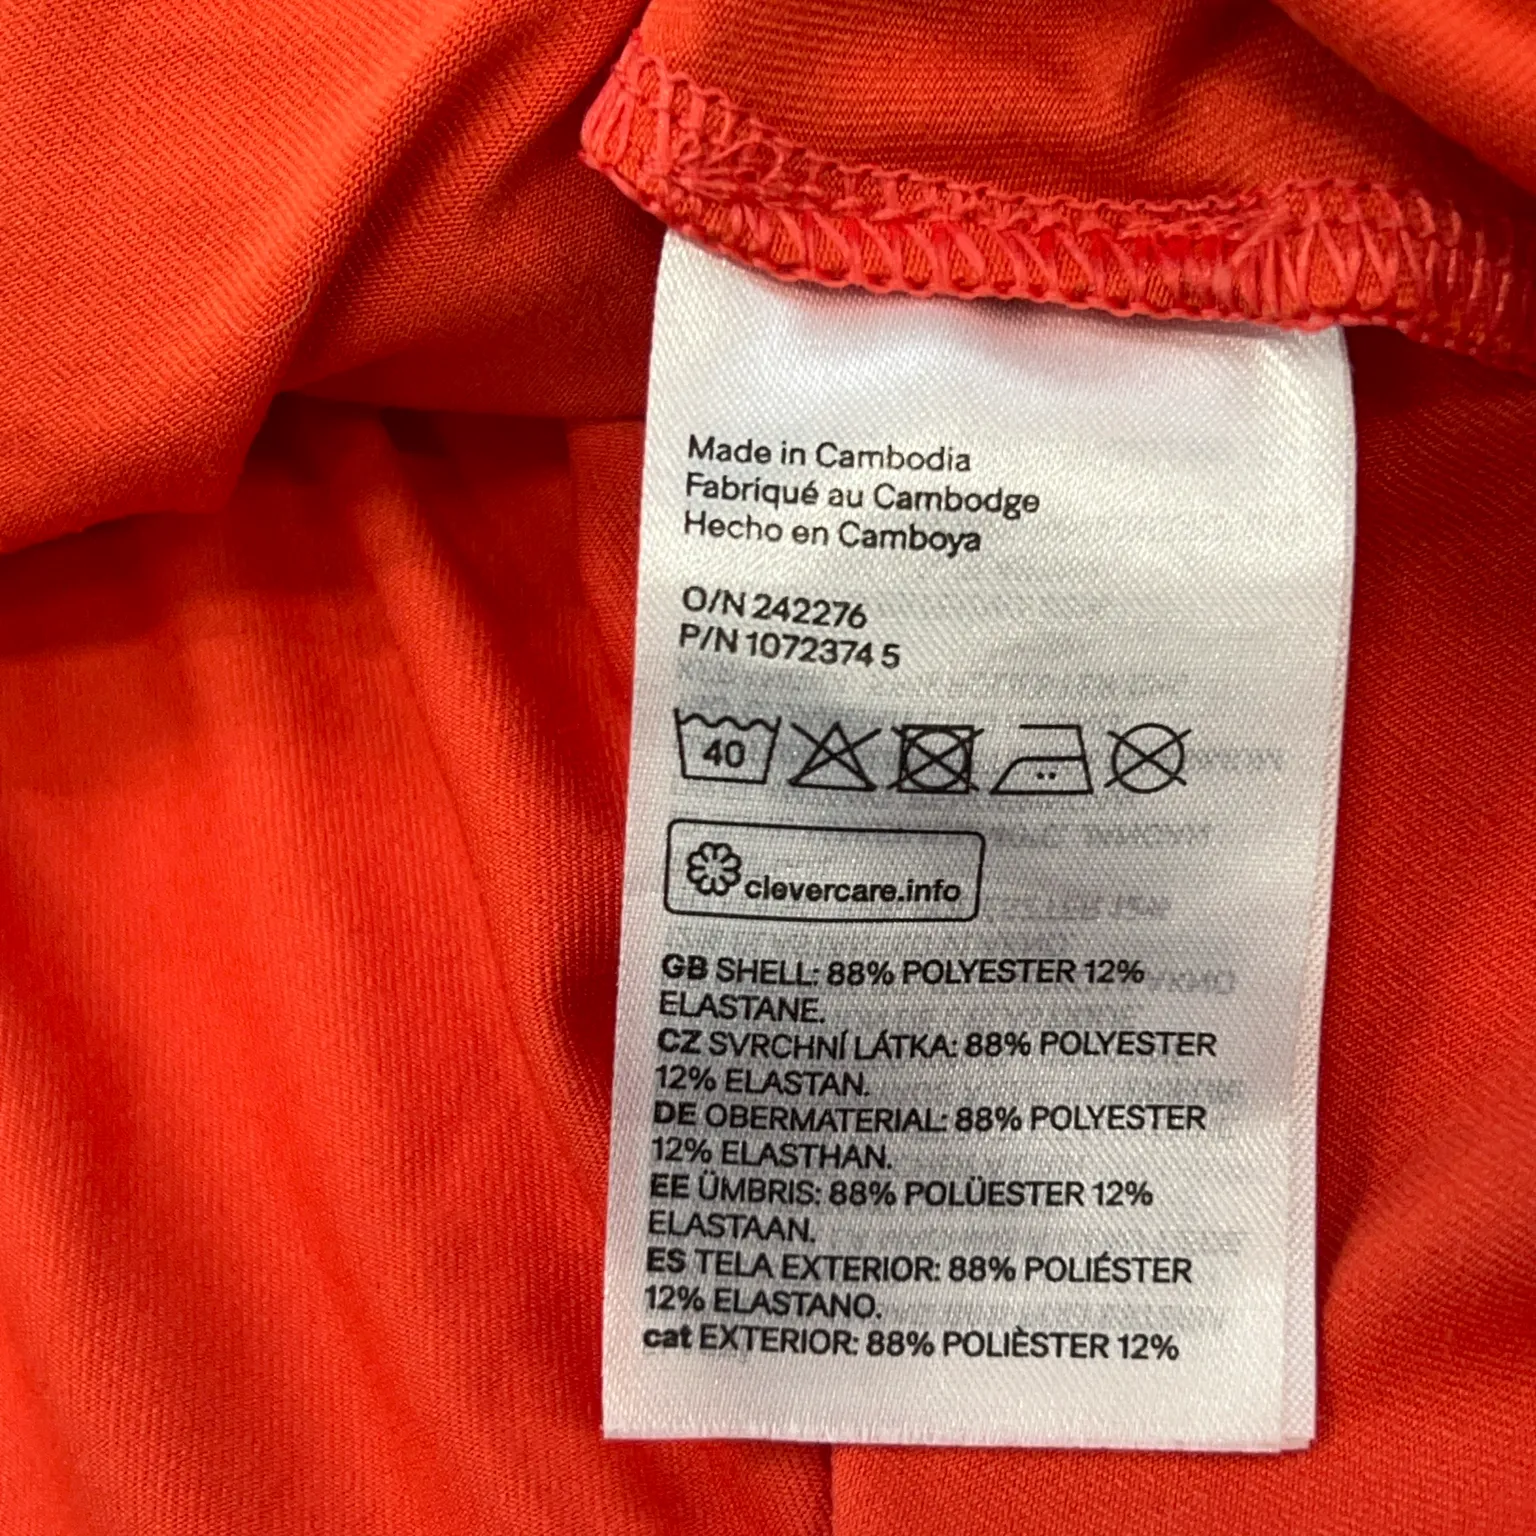 Made in Cambodia
Fabriqué au Cambodge
Hecho en Camboya
O/N 242276
P/N 1072374 5
40
clevercare.info
GB SHELL: 88% POLYESTER 12%
ELASTANE.
CZ SVRCHNÍ LÁTKA: 88% POLYESTER
12% ELASTAN.
DE OBERMATERIAL: 88% POLYESTER
12% ELASTHAN.
EE ÜMBRIS: 88% POLÜESTER 12%
ELASTAAN.
ES TELA EXTERIOR: 88% POLIÉSTER
12% ELASTANO.
cat EXTERIOR: 88% POLIÈSTER 12%